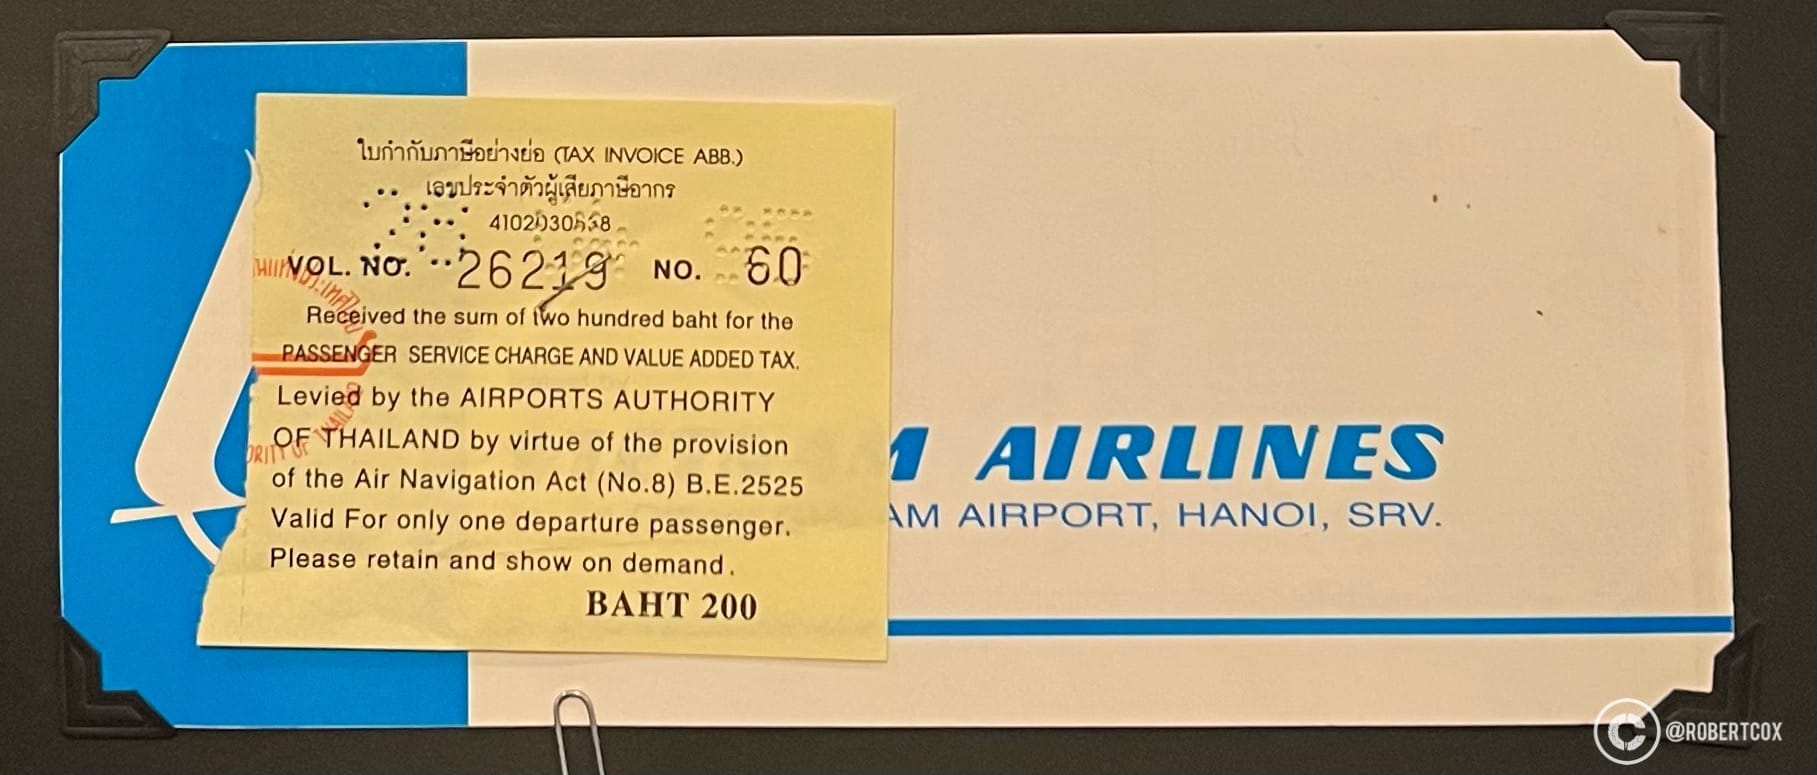 ใบกำกับภาษีอย่างย่อ (TAX INVOICE ABB.)
เลขประจำตัวผู้เสียภาษีอากร
VOL. NO. 26219 NO. 60
Received the sum of two hundred baht for the
PASSENGER SERVICE CHARGE AND VALUE ADDED TAX.
Levied by the AIRPORTS AUTHORITY
OF THAILAND by virtue of the provision
of the Air Navigation Act (No.8) B.E.2525
Valid For only one departure passenger.
Please retain and show on demand.
BAHT 200
AIRLINES
AM AIRPORT, HANOI, SRV.
@ROBERTCOX